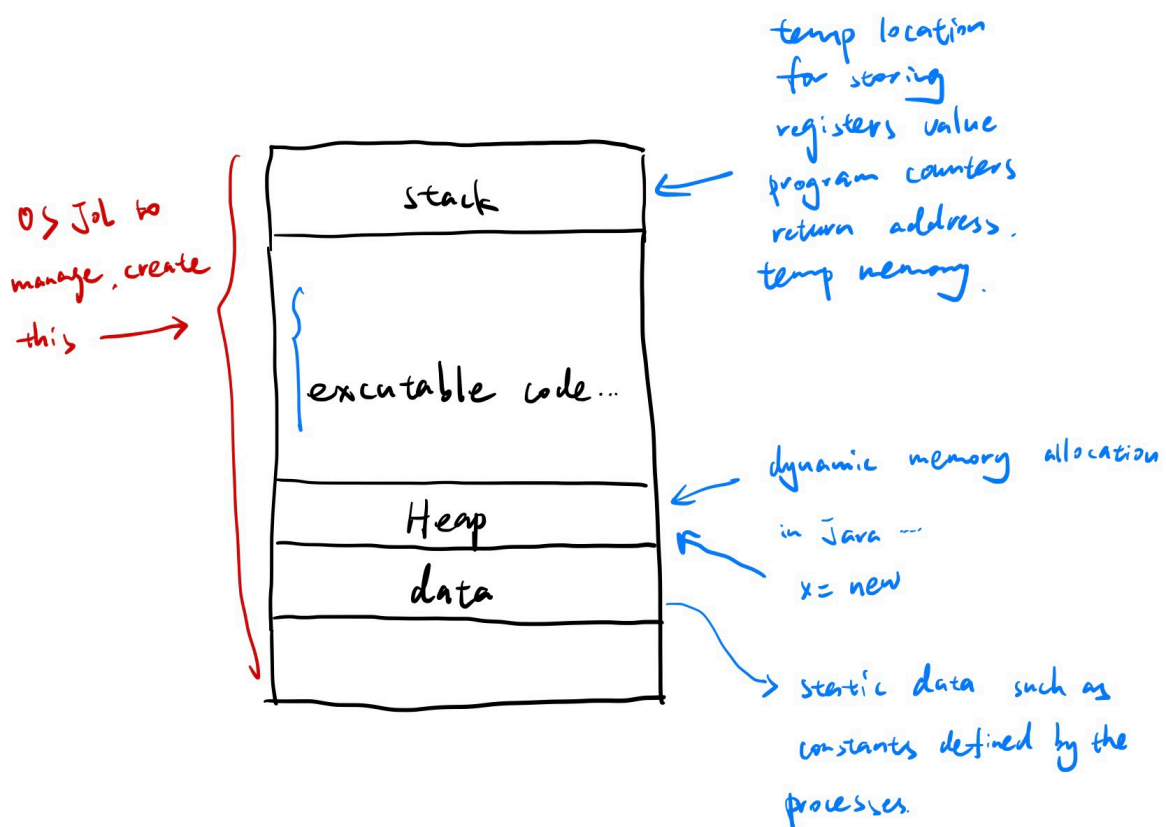 OS Job to
manage, create
this
stack
temp location
for storing
registers value
program counters
return address.
temp memory.
excutable code...
Heap
dynamic memory allocation
in Java ...
x= new
data
static data such as
constants defined by the
processes.